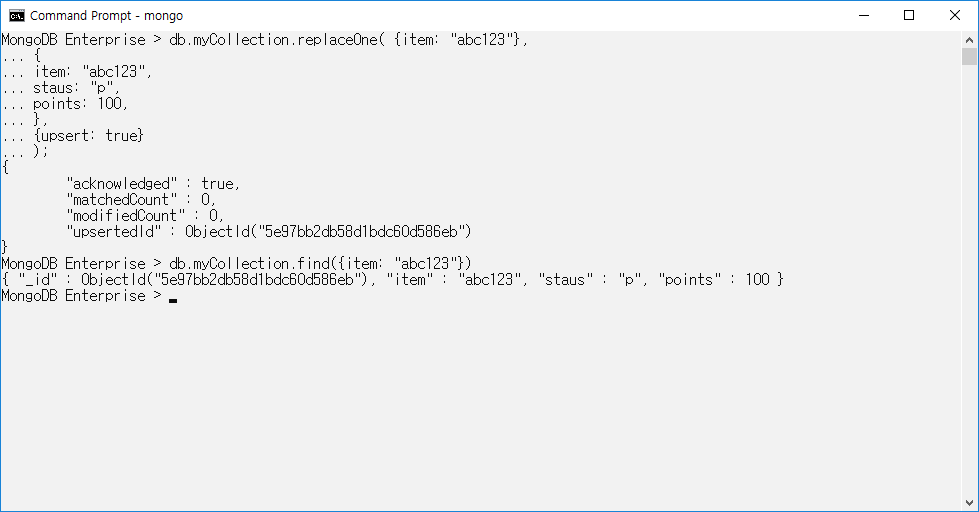 Command Prompt - mongo
MongoDB Enterprise > db.myCollection.replaceOne( {item: "abc123"},
... {
... item: "abc123",
... staus: "p",
... points: 100,
... },
... {upsert: true}
... );
{
        "acknowledged" : true,
        "matchedCount" : 0,
        "modifiedCount" : 0,
        "upsertedId" : ObjectId("5e97bb2db58d1bdc60d586eb")
}
MongoDB Enterprise > db.myCollection.find({item: "abc123"})
{ "_id" : ObjectId("5e97bb2db58d1bdc60d586eb"), "item" : "abc123", "staus" : "p", "points" : 100 }
MongoDB Enterprise >